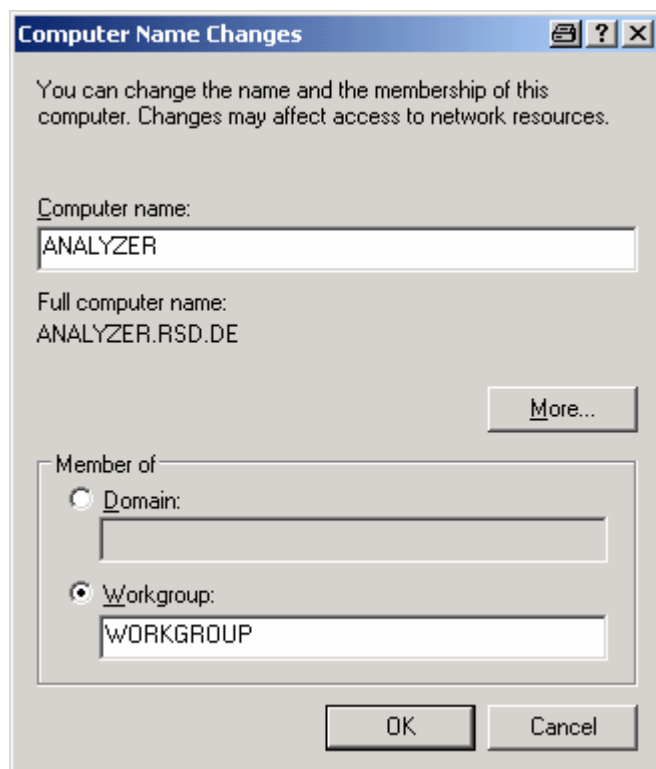 Computer Name Changes
You can change the name and the membership of this
computer. Changes may affect access to network resources.
Computer name:
ANALYZER
Full computer name:
ANALYZER.RSD.DE
More...
Member of
Domain:
Workgroup:
WORKGROUP
OK Cancel